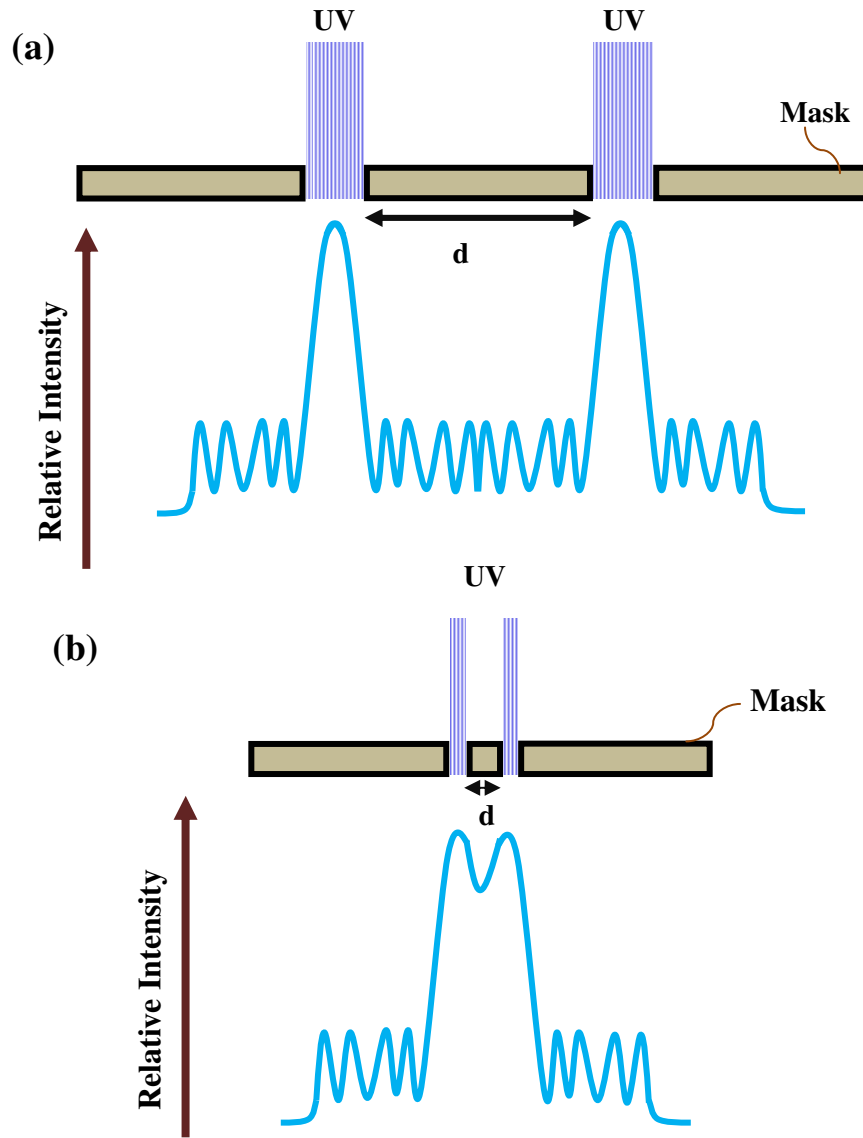 UV UV
(a)
Mask
d
Relative Intensity
UV
(b)
Mask
d
Relative Intensity